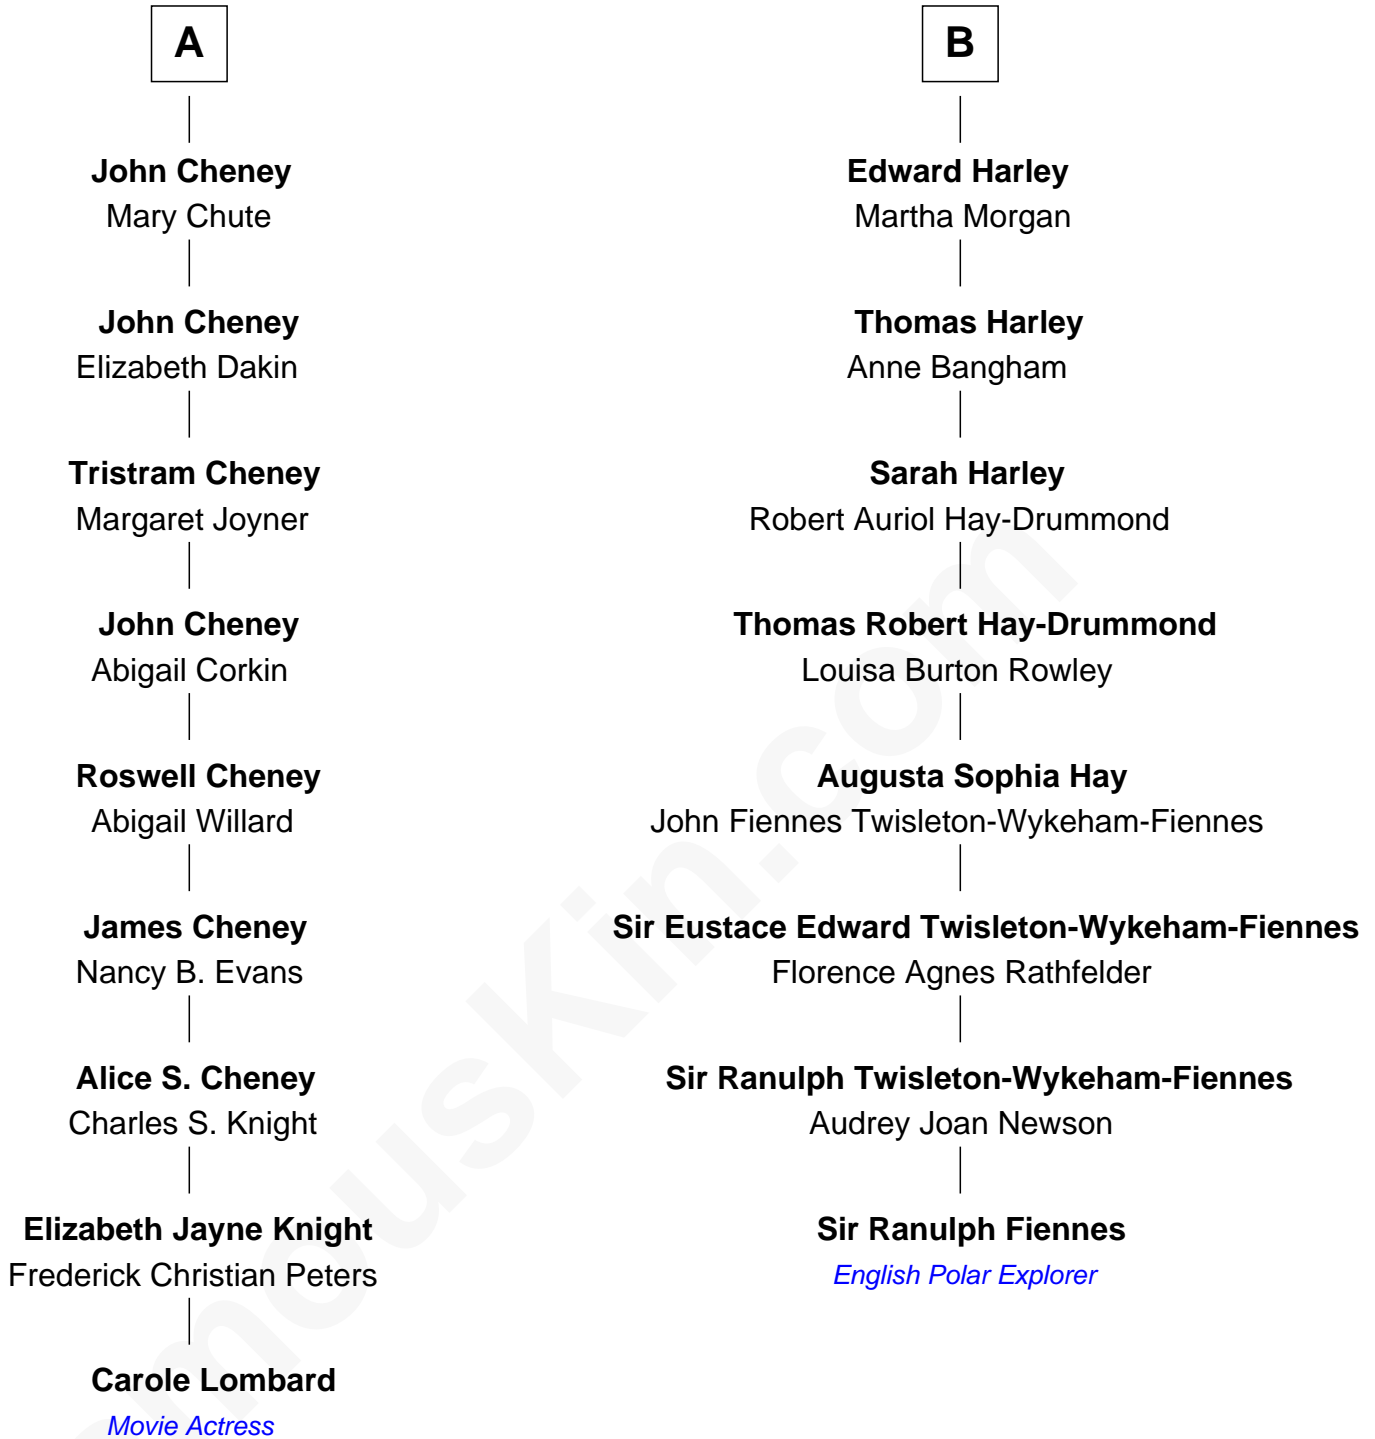 A
John Cheney
Mary Chute
John Cheney
Elizabeth Dakin
Tristram Cheney
Margaret Joyner
John Cheney
Abigail Corkin
Roswell Cheney
Abigail Willard
James Cheney
Nancy B. Evans
Alice S. Cheney
Charles S. Knight
Elizabeth Jayne Knight
Frederick Christian Peters
Carole Lombard
Movie Actress
B
Edward Harley
Martha Morgan
Thomas Harley
Anne Bangham
Sarah Harley
Robert Auriol Hay-Drummond
Thomas Robert Hay-Drummond
Louisa Burton Rowley
Augusta Sophia Hay
John Fiennes Twisleton-Wykeham-Fiennes
Sir Eustace Edward Twisleton-Wykeham-Fiennes
Florence Agnes Rathfelder
Sir Ranulph Twisleton-Wykeham-Fiennes
Audrey Joan Newson
Sir Ranulph Fiennes
English Polar Explorer
omousKin.com